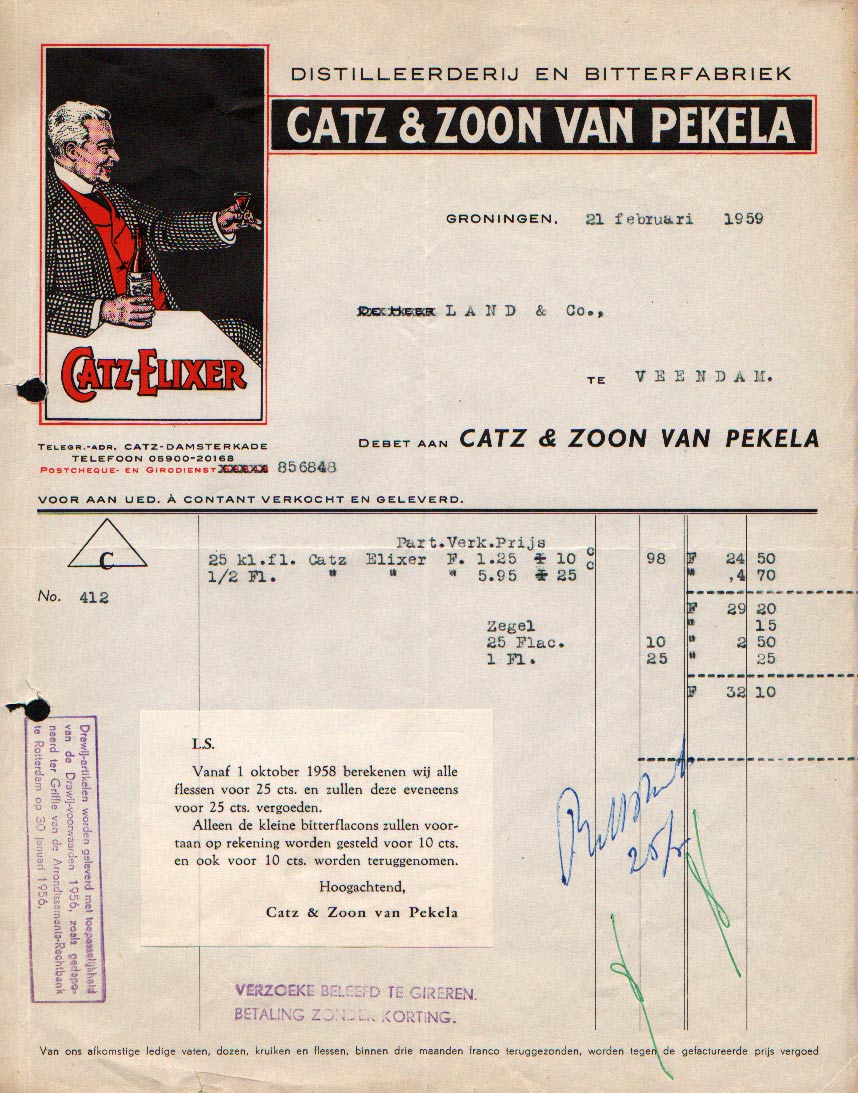 DISTILLEERDERIJ EN BITTERFABRIEK
CATZ & ZOON VAN PEKELA
CATZ-ELIXER
GRONINGEN, 21 februari 1959
DE HEER LAND & Co.,
TE VEENDAM.
TELEGR.-ADR. CATZ-DAMSTERKADE
TELEFOON 05900-20168
POSTCHEQUE- EN GIRODIENST 856848
DEBET AAN CATZ & ZOON VAN PEKELA
VOOR AAN UED. À CONTANT VERKOCHT EN GELEVERD.
C
No. 412
Part.Verk.Prijs
25 kl.fl. Catz Elixer F. 1.25 + 10 c 98 F 24 50
1/2 Fl. " " " 5.95 + 25 c " ,4 70
F 29 20
Zegel " 15
25 Flac. 10 " 2 50
1 Fl. 25 " 25
F 32 10
Drawij-artikelen worden geleverd met toepasselijkheid
van de Drawij-voorwaarden 1956, zoals gedepo-
neerd ter Griffie van de Arrondissements-Rechtbank
te Rotterdam op 30 januari 1956.
L.S.
Vanaf 1 oktober 1958 berekenen wij alle
flessen voor 25 cts. en zullen deze eveneens
voor 25 cts. vergoeden.
Alleen de kleine bitterflacons zullen voor-
taan op rekening worden gesteld voor 10 cts.
en ook voor 10 cts. worden teruggenomen.
Hoogachtend,
Catz & Zoon van Pekela
VERZOEKE BELEEFD TE GIREREN.
BETALING ZONDER KORTING.
Van ons afkomstige ledige vaten, dozen, kruiken en flessen, binnen drie maanden franco teruggezonden, worden tegen de gefactureerde prijs vergoed